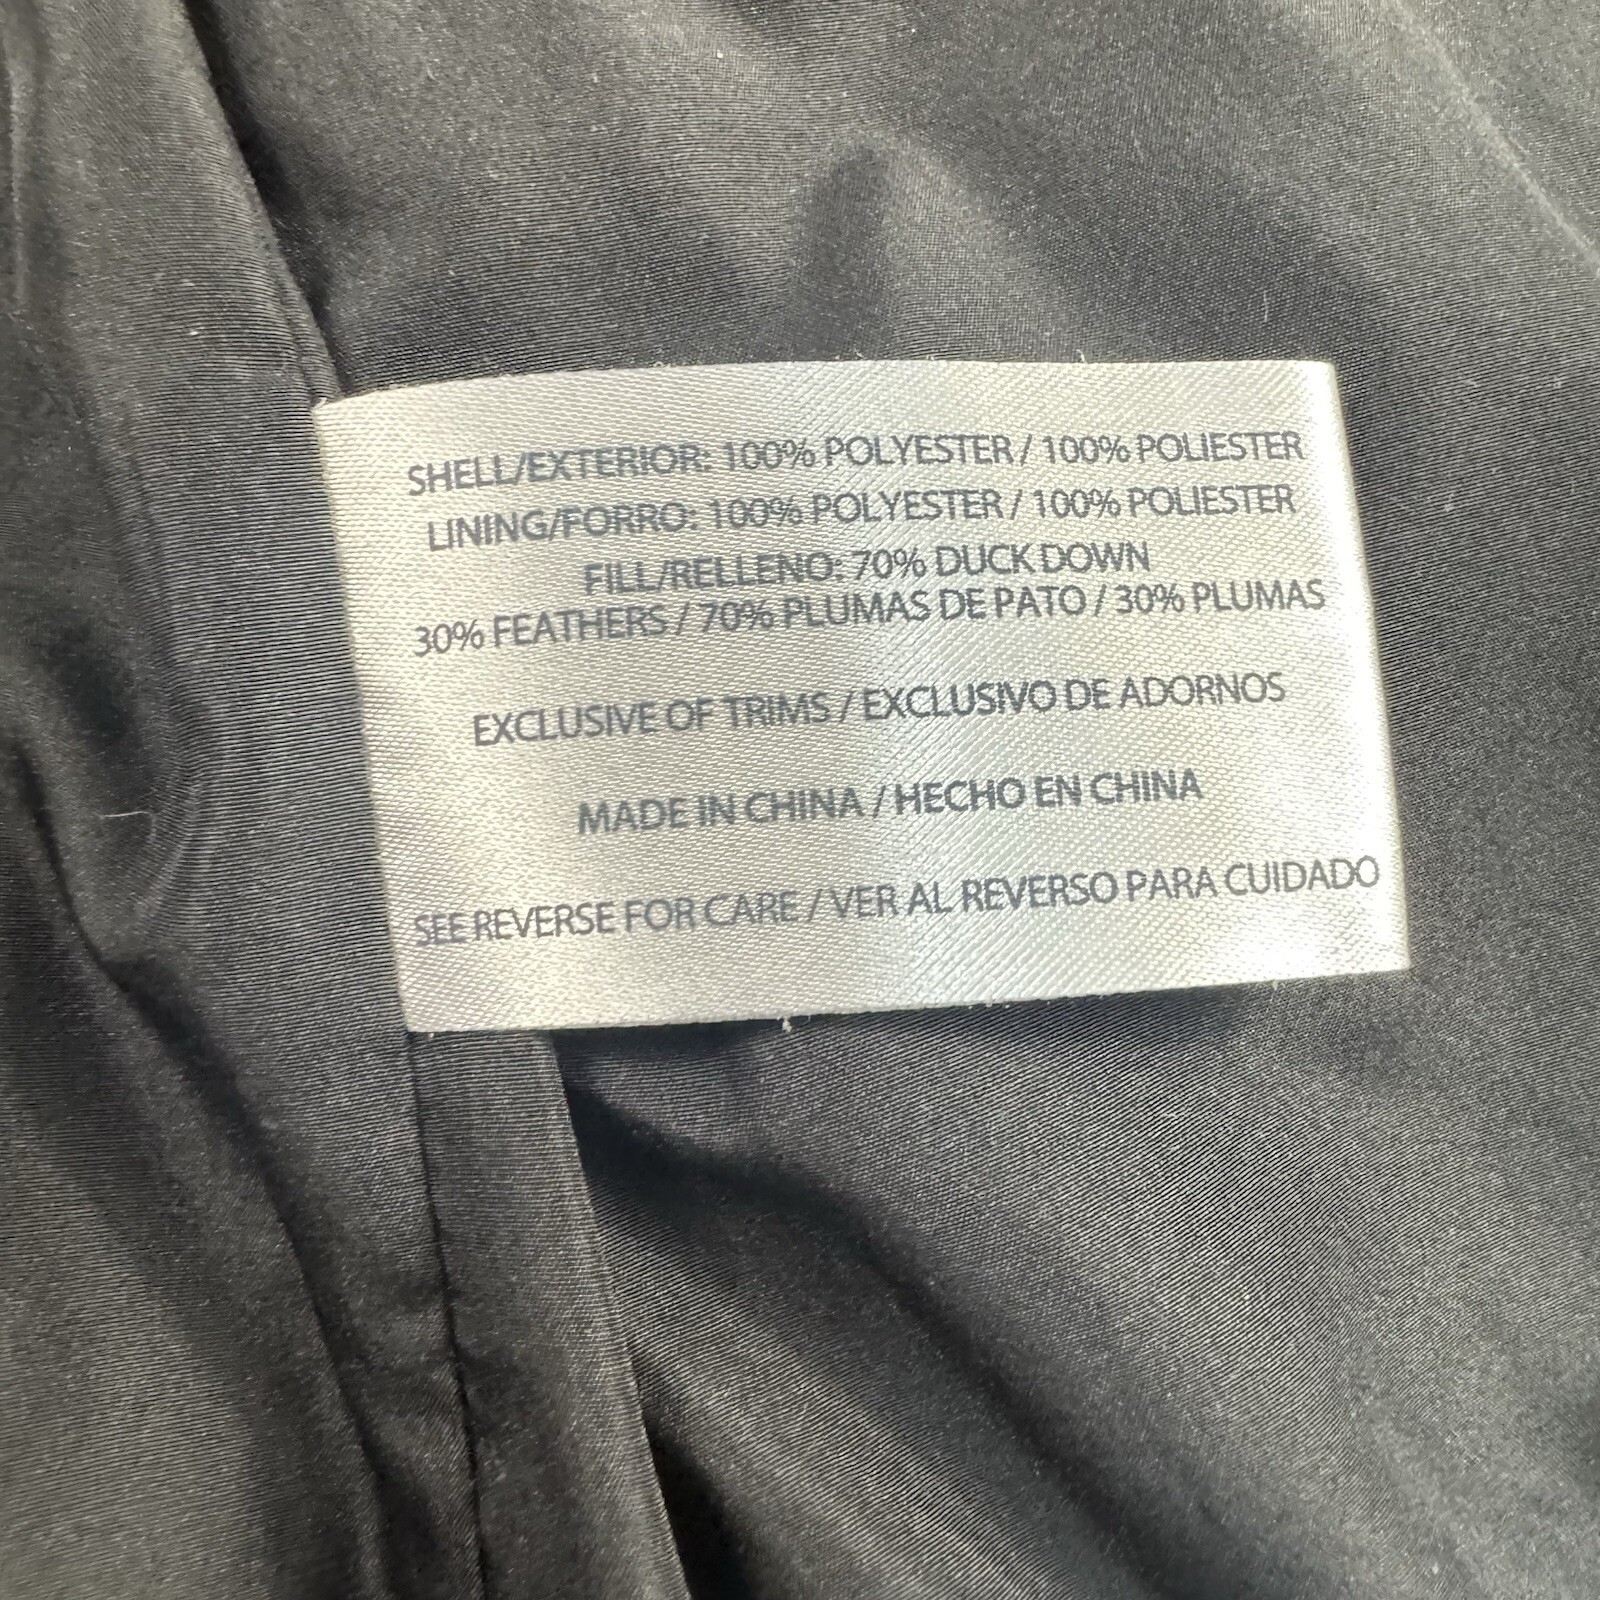 SHELL/EXTERIOR: 100% POLYESTER / 100% POLIESTER
LINING/FORRO: 100% POLYESTER / 100% POLIESTER
FILL/RELLENO: 70% DUCK DOWN
30% FEATHERS / 70% PLUMAS DE PATO / 30% PLUMAS
EXCLUSIVE OF TRIMS / EXCLUSIVO DE ADORNOS
MADE IN CHINA / HECHO EN CHINA
SEE REVERSE FOR CARE / VER AL REVERSO PARA CUIDADO